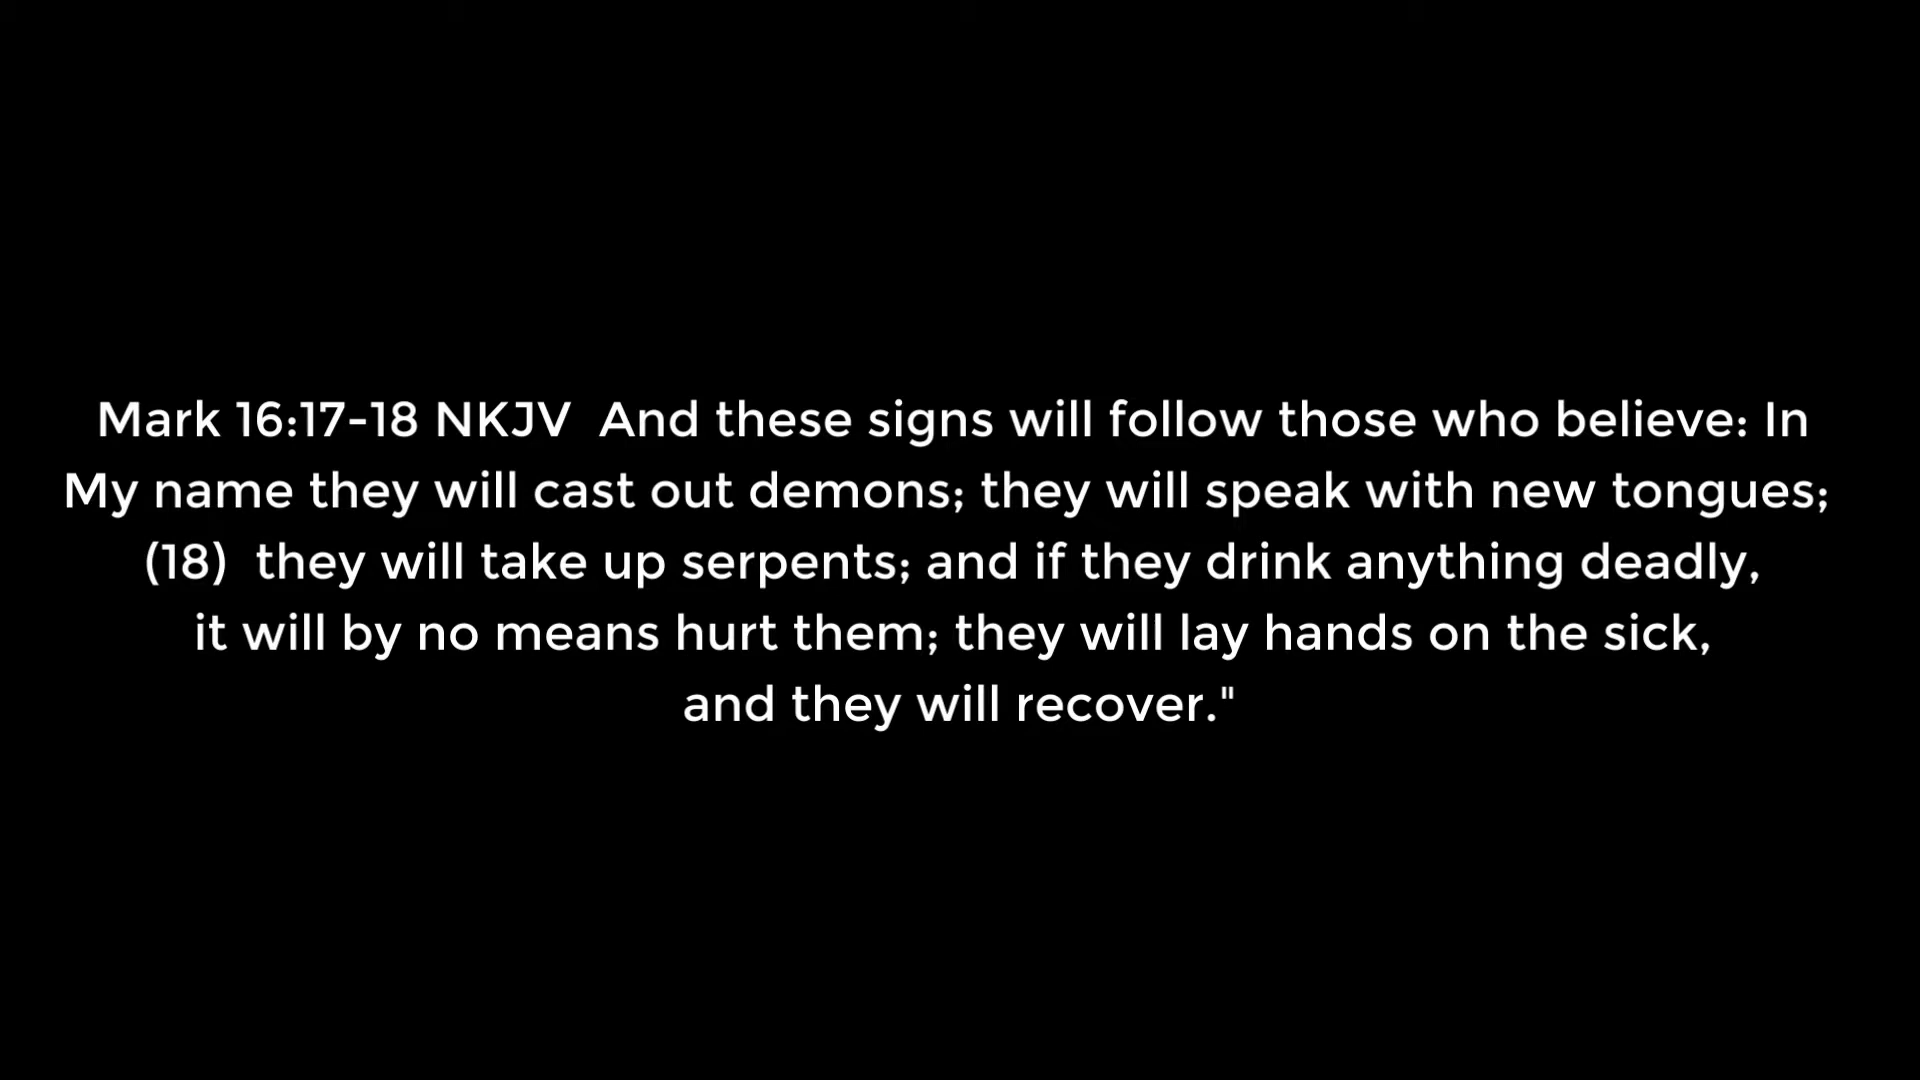 Mark 16:17-18 NKJV  And these signs will follow those who believe: In
My name they will cast out demons; they will speak with new tongues;
(18)  they will take up serpents; and if they drink anything deadly,
it will by no means hurt them; they will lay hands on the sick,
and they will recover."